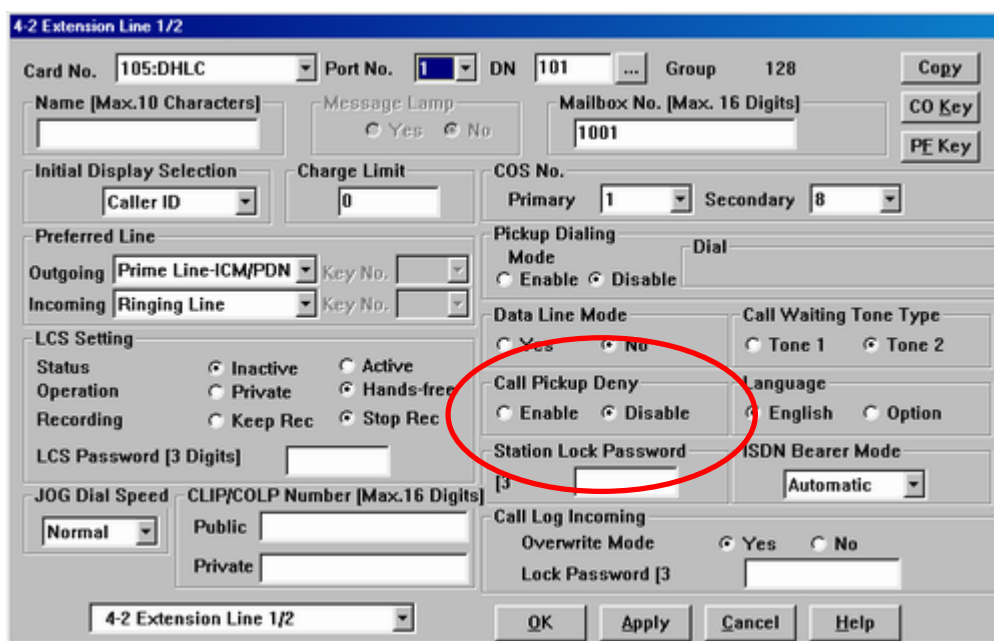 4-2 Extension Line 1/2
Card No. 105:DHLC Port No. 1 DN 101 ... Group 128 Copy
Name [Max.10 Characters] Message Lamp Mailbox No. [Max. 16 Digits] CO Key
Yes No 1001
PF Key
Initial Display Selection Charge Limit COS No.
Caller ID 0 Primary 1 Secondary 8
Preferred Line Pickup Dialing
Mode Dial
Outgoing Prime Line-ICM/PDN Key No. Enable Disable
Incoming Ringing Line Key No.
Data Line Mode Call Waiting Tone Type
LCS Setting Yes No Tone 1 Tone 2
Status Inactive Active
Operation Private Hands-free Call Pickup Deny Language
Recording Keep Rec Stop Rec Enable Disable English Option
LCS Password [3 Digits] Station Lock Password ISDN Bearer Mode
[3 Automatic
JOG Dial Speed CLIP/COLP Number [Max.16 Digits]
Normal Public Call Log Incoming
Overwrite Mode Yes No
Private Lock Password [3
4-2 Extension Line 1/2 OK Apply Cancel Help